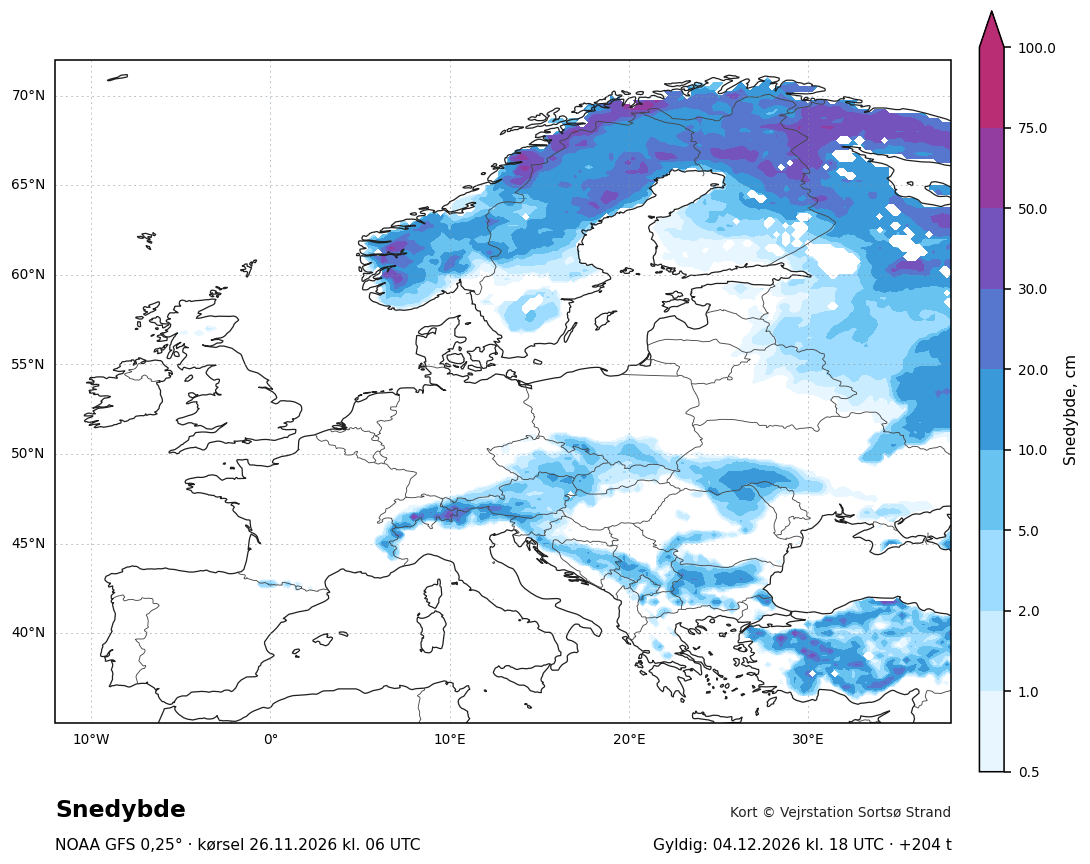 100.0
75.0
50.0
30.0
20.0
10.0
5.0
2.0
1.0
0.5
Snedybde, cm
70°N
65°N
60°N
55°N
50°N
45°N
40°N
10°W
0°
10°E
20°E
30°E
Snedybde
Kort © Vejrstation Sortsø Strand
NOAA GFS 0,25° · kørsel 26.11.2026 kl. 06 UTC
Gyldig: 04.12.2026 kl. 18 UTC · +204 t